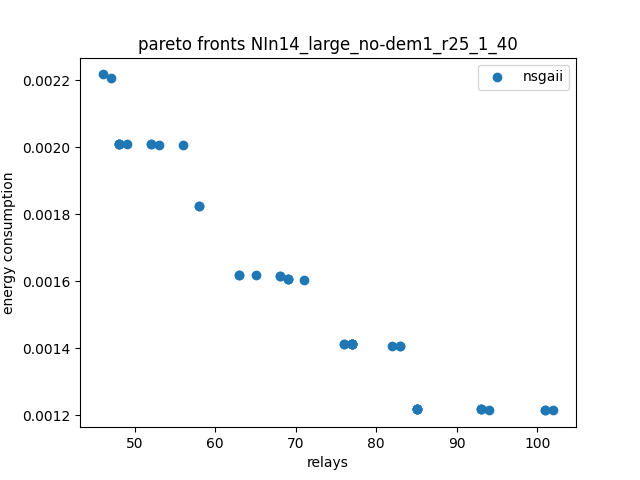 pareto fronts NIn14_large_no-dem1_r25_1_40
nsgaii
energy consumption
0.0022
0.0020
0.0018
0.0016
0.0014
0.0012
50 60 70 80 90 100
relays